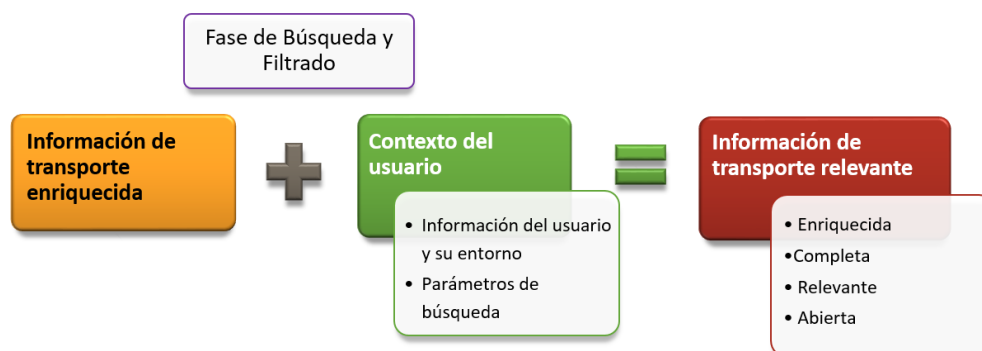 Fase de Búsqueda y
Filtrado
Información de
transporte
enriquecida
Contexto del
usuario
• Información del usuario
y su entorno
• Parámetros de
búsqueda
Información de
transporte relevante
• Enriquecida
•Completa
• Relevante
• Abierta